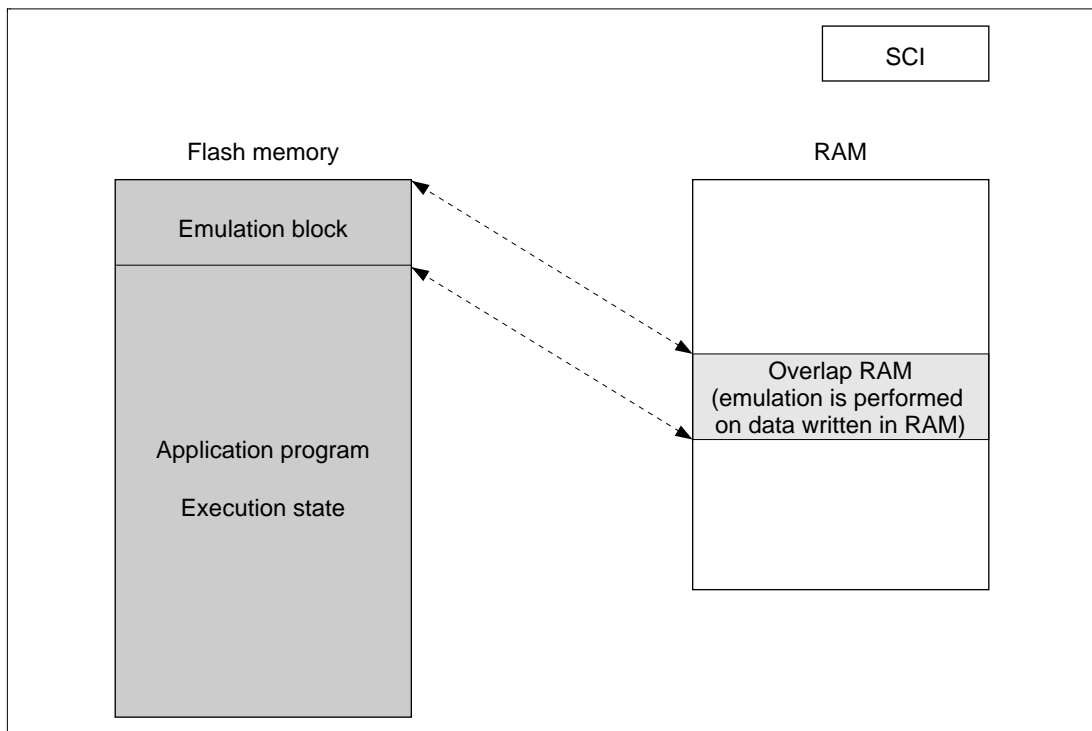 SCI
Flash memory
RAM
Emulation block
Overlap RAM
(emulation is performed
on data written in RAM)
Application program
Execution state